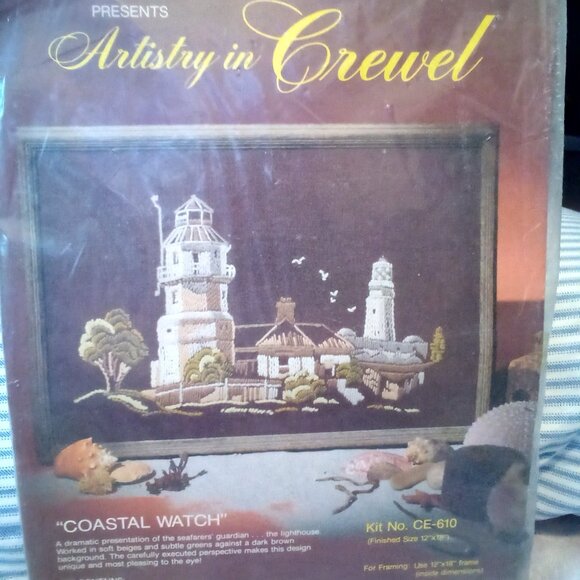 PRESENTS
Artistry in Crewel
"COASTAL WATCH"
A dramatic presentation of the seafarers' guardian . . . the lighthouse.
Worked in soft beiges and subtle greens against a dark brown
background. The carefully executed perspective makes this design
unique and most pleasing to the eye!
Kit No. CE-610
(Finished Size 12"x18")
For Framing: Use 12"x18" frame
(inside dimensions)